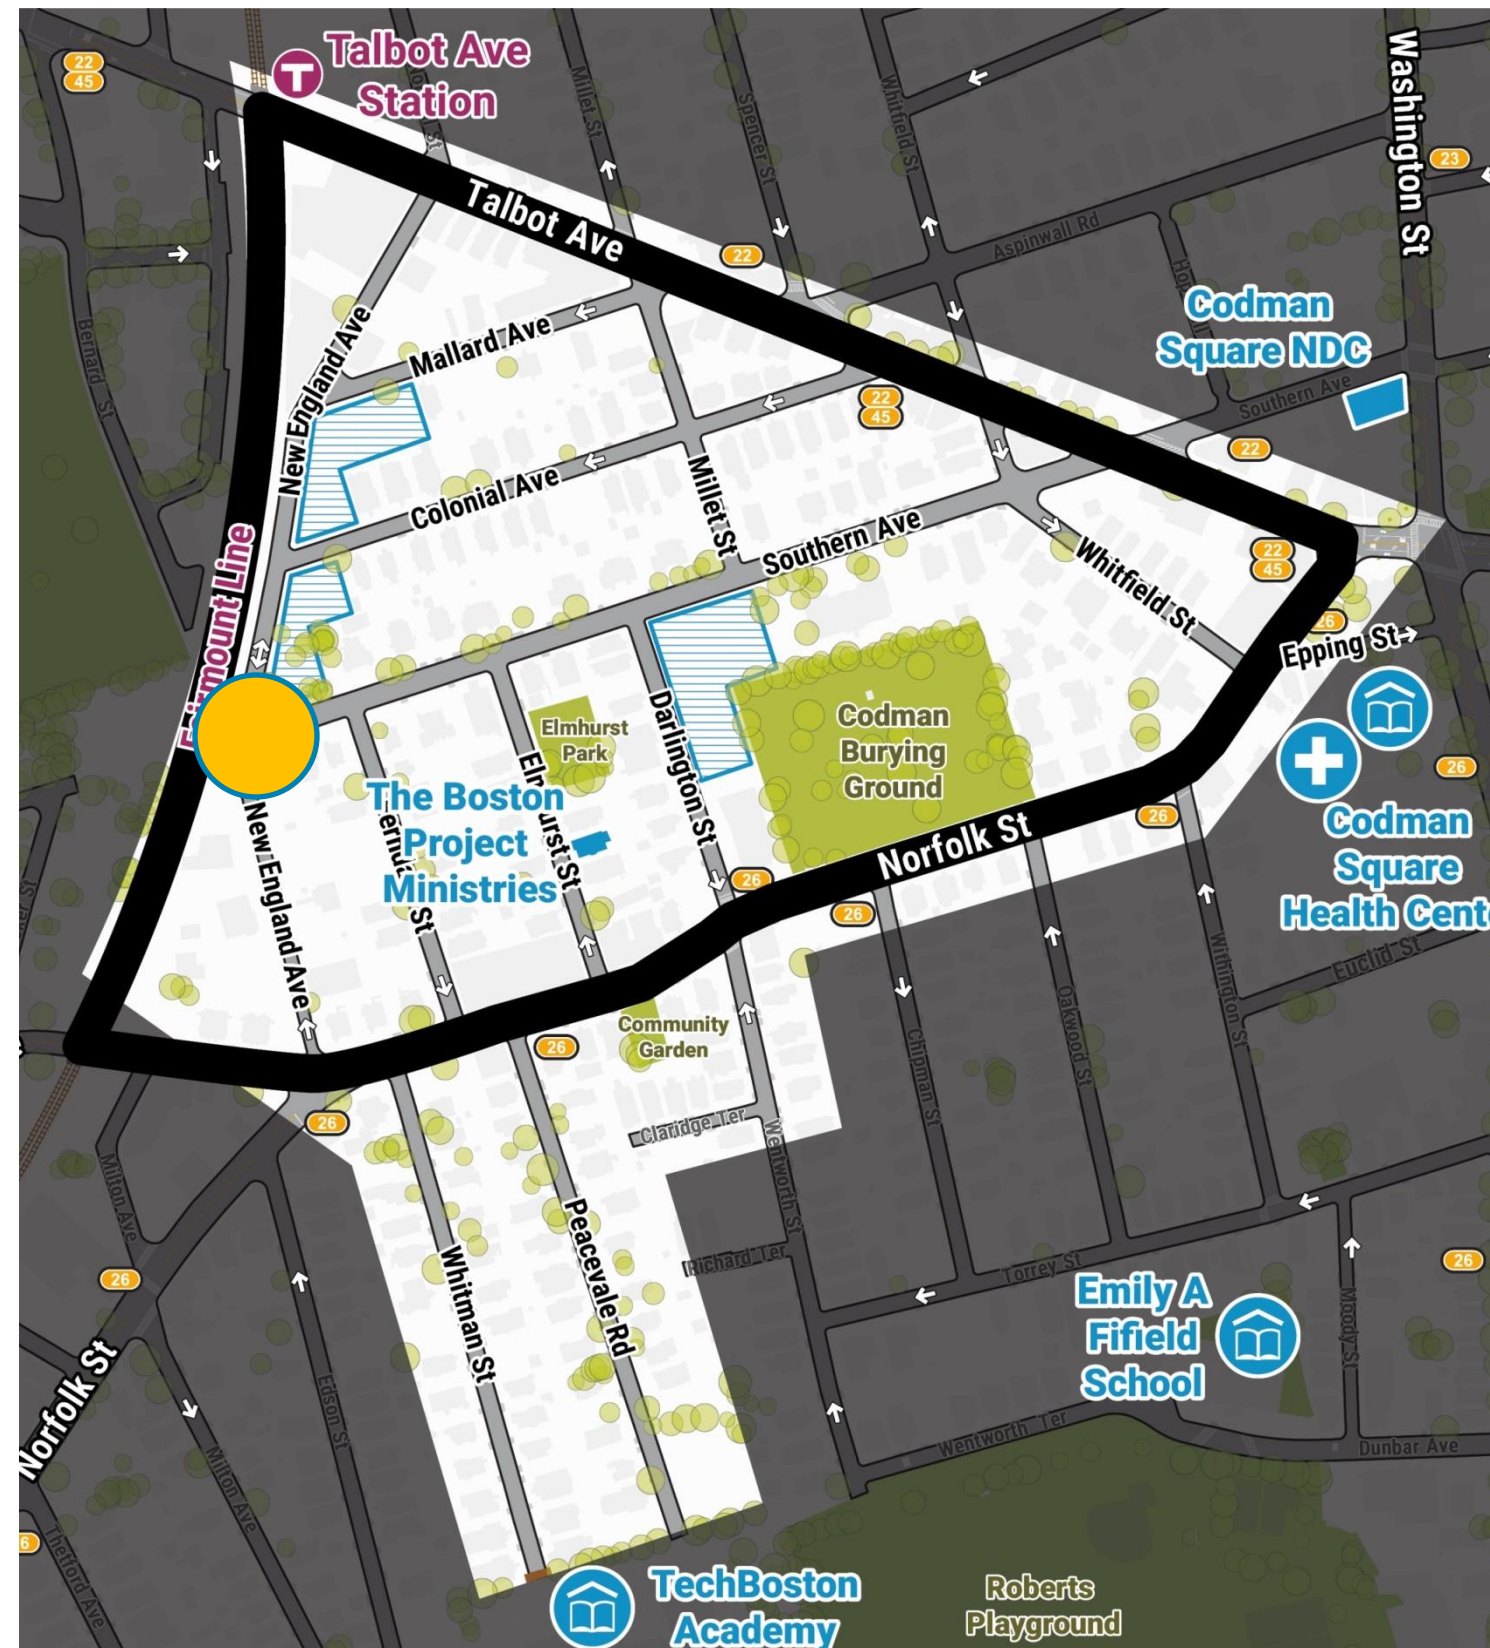 22
45
T
Talbot Ave
Station
Millet St
Spencer St
Whitfield St
Washington St
23
Talbot Ave
22
Aspinwall Rd
Bernard St
Codman
Square NDC
New England Ave
Mallard Ave
22
45
Southern Ave
22
Colonial Ave
Millet St
Southern Ave
22
45
Whitfield St
26
Epping St
Fairmount Line
Darlington St
Elmhurst
Park
Codman
Burying
Ground
26
The Boston
Project
Ministries
Elmhurst St
New England Ave
Norfolk St
26
Codman
Square
Health Cent
26
26
Withington St
Euclid St
Community
Garden
26
Oakwood St
Chipman St
Claridge Ter
26
Wentworth St
Milton Ave
Whitman St
Peacevale Rd
Richard Ter
Torrey St
26
26
Emily A
Fifield
School
Moody St
Norfolk St
Edson St
Milton Ave
Wentworth Ter
Dunbar Ave
Thetford Ave
TechBoston
Academy
Roberts
Playground